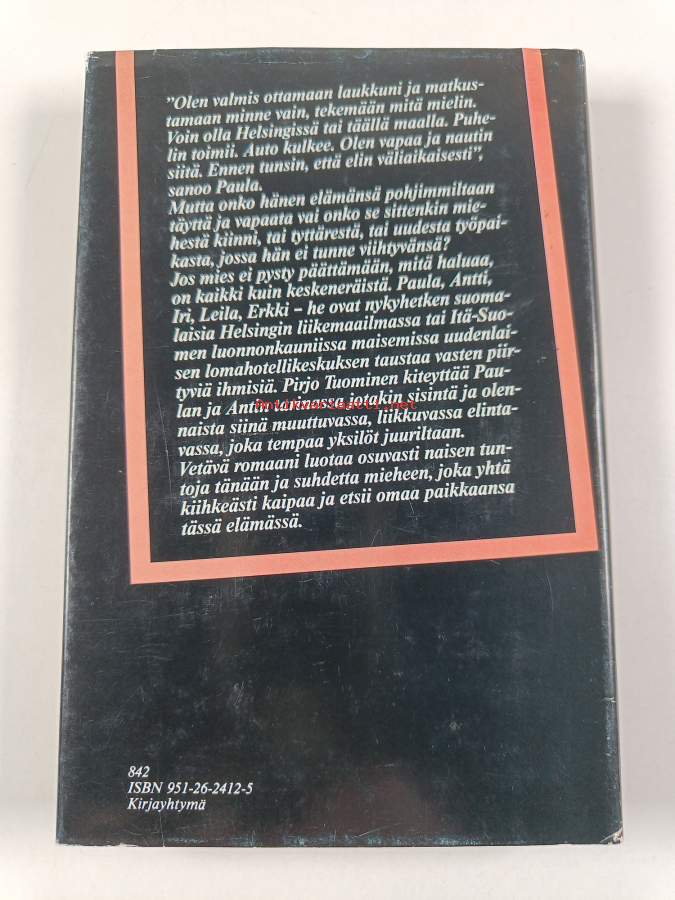 "Olen valmis ottamaan laukkuni ja matkus-
tamaan minne vain, tekemään mitä mielin.
Voin olla Helsingissä tai täällä maalla. Puhe-
lin toimii. Auto kulkee. Olen vapaa ja nautin
siitä. Ennen tunsin, että elin väliaikaisesti",
sanoo Paula.
Mutta onko hänen elämänsä pohjimmiltaan
täyttä ja vapaata vai onko se sittenkin mie-
hestä kiinni, tai tyttärestä, tai uudesta työpai-
kasta, jossa hän ei tunne viihtyvänsä?
Jos mies ei pysty päättämään, mitä haluaa,
on kaikki kuin keskeneräistä. Paula, Antti,
Iri, Leila, Erkki – he ovat nykyhetken suoma-
laisia Helsingin liikemaailmassa tai Itä-Suo-
men luonnonkauniissa maisemissa uudenlai-
sen lomahotellikeskuksen taustaa vasten piir-
tyviä ihmisiä. Pirjo Tuominen kiteyttää Pau-
lan ja Antin tarinassa jotakin sisintä ja olen-
Antikvariaatti.net
naista siinä muuttuvassa, liikkuvassa elinta-
vassa, joka tempaa yksilöt juuriltaan.
Vetävä romaani luotaa osuvasti naisen tun-
toja tänään ja suhdetta mieheen, joka yhtä
kiihkeästi kaipaa ja etsii omaa paikkaansa
tässä elämässä.
842
ISBN 951-26-2412-5
Kirjayhtymä